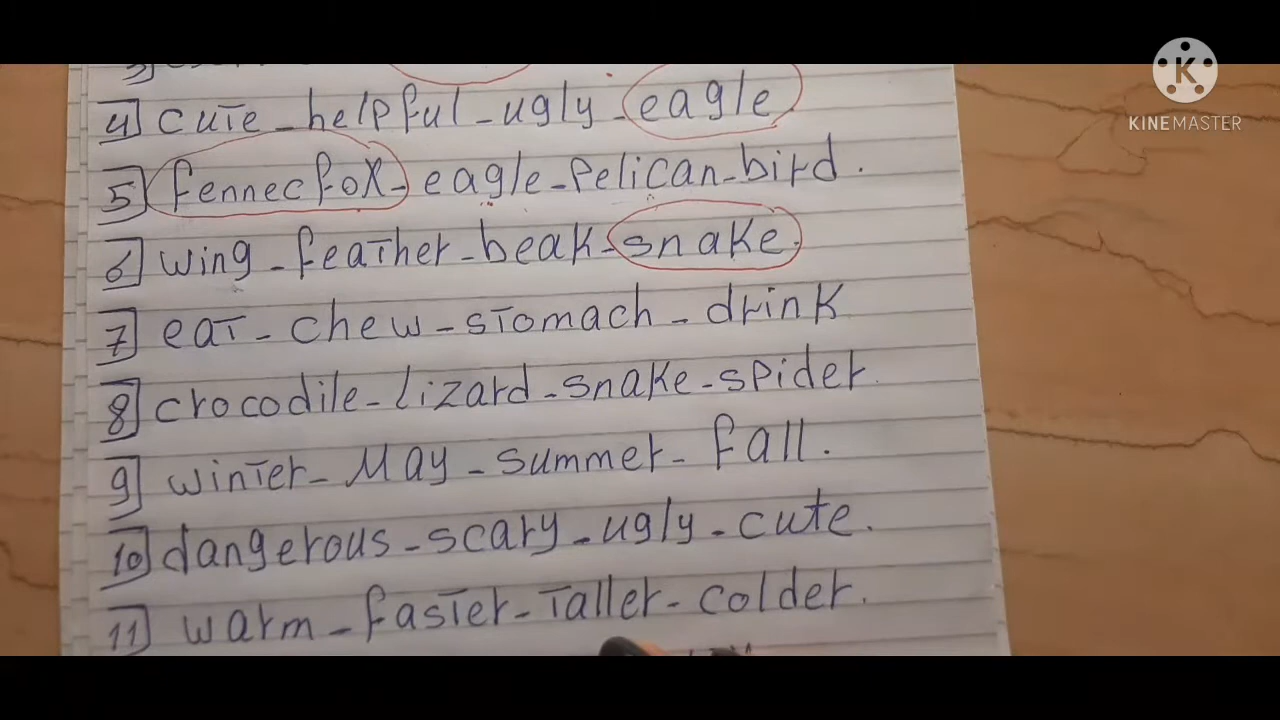 4] cute - helpful - ugly - eagle
5] fennec fox - eagle - pelican - bird.
6] wing - feather - beak - snake.
7] eat - chew - stomach - drink
8] crocodile - lizard - snake - spider.
9] winter - May - summer - fall.
10] dangerous - scary - ugly - cute.
11] warm - faster - taller - colder.
K
KINEMASTER